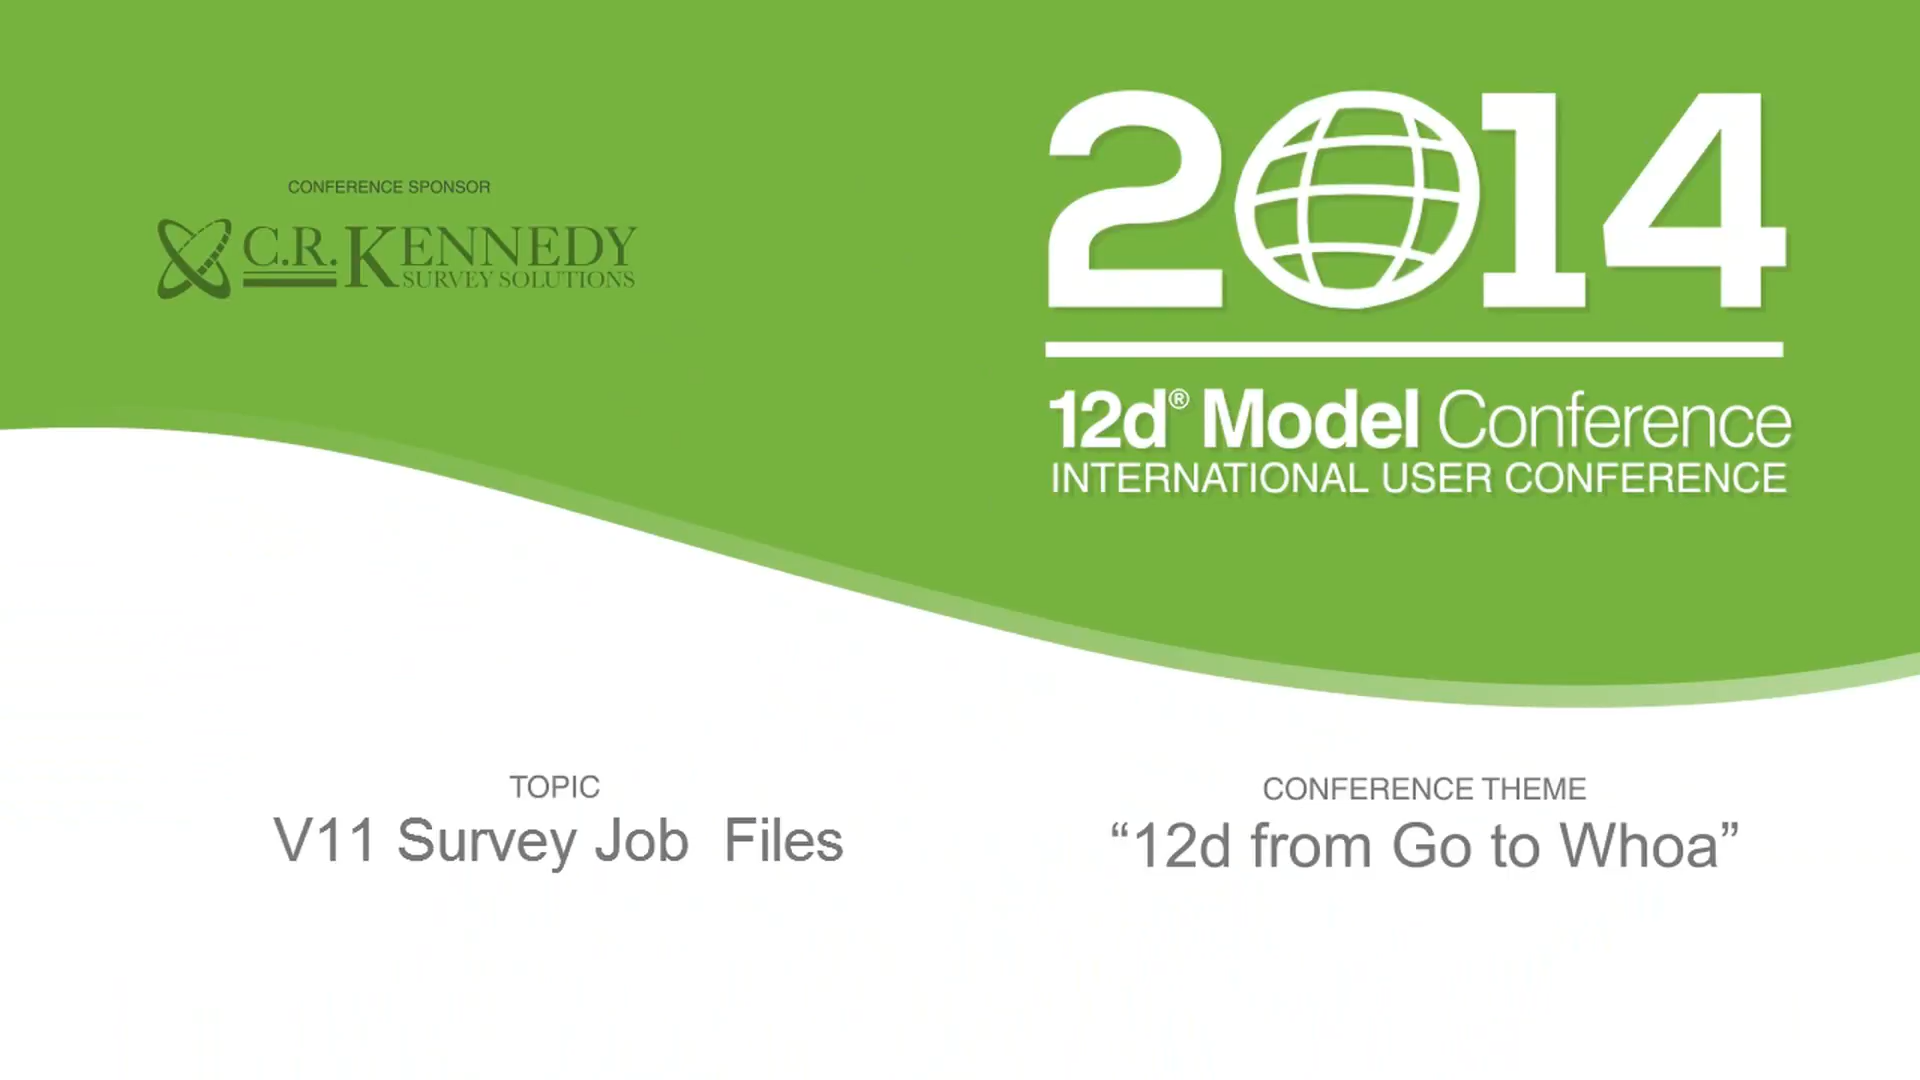 CONFERENCE SPONSOR
C.R. KENNEDY
SURVEY SOLUTIONS
2014
12d® Model Conference
INTERNATIONAL USER CONFERENCE
TOPIC
V11 Survey Job  Files
CONFERENCE THEME
“12d from Go to Whoa”